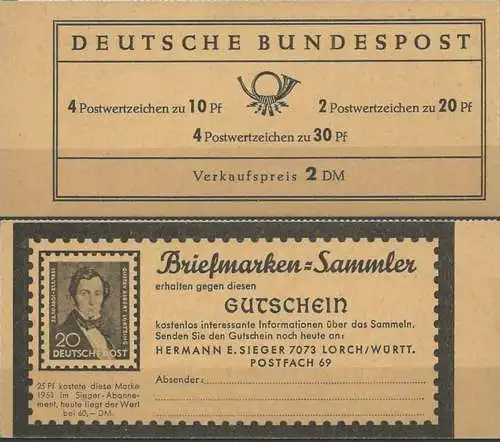 DEUTSCHE BUNDESPOST
4 Postwertzeichen zu 10 Pf 2 Postwertzeichen zu 20 Pf
4 Postwertzeichen zu 30 Pf
Verkaufspreis 2 DM
Briefmarken=Sammler
erhalten gegen diesen
GUTSCHEIN
kostenlos interessante Informationen über das Sammeln.
Senden Sie den Gutschein noch heute an:
HERMANN E. SIEGER 7073 LORCH/WÜRTT.
POSTFACH 69
Absender:
20
DEUTSCHE POST
25 Pf kostete diese Marke
1951 im Sieger-Abonne-
ment, heute liegt der Wert
bei 60,— DM.